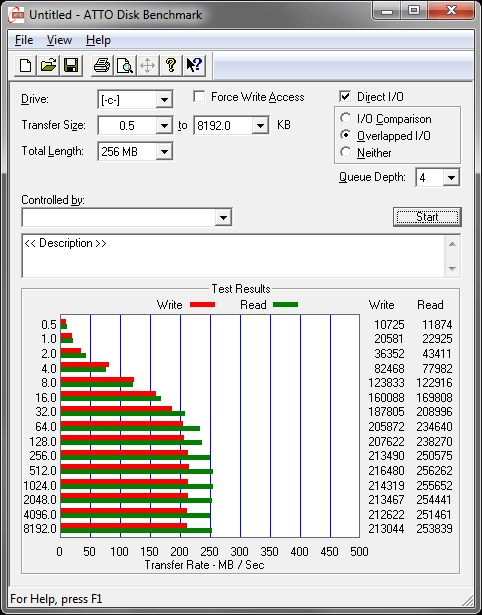 Untitled - ATTO Disk Benchmark
File View Help
Drive: [-c-] Force Write Access Direct I/O
Transfer Size: 0.5 to 8192.0 KB I/O Comparison
Overlapped I/O
Total Length: 256 MB Neither
Queue Depth: 4
Controlled by:
Start
<< Description >>
Test Results
Write Read Write Read
0.5 10725 11874
1.0 20581 22925
2.0 36352 43411
4.0 82468 77982
8.0 123833 122916
16.0 160088 169808
32.0 187805 208996
64.0 205872 234640
128.0 207622 238270
256.0 213490 250575
512.0 216480 256262
1024.0 214319 255652
2048.0 213467 254441
4096.0 212622 251461
8192.0 213044 253839
0 50 100 150 200 250 300 350 400 450 500
Transfer Rate - MB / Sec
For Help, press F1